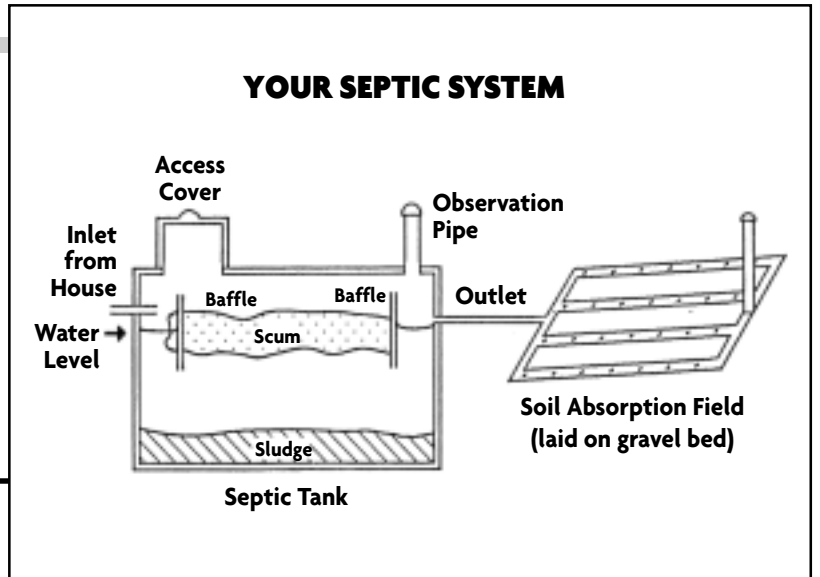 YOUR SEPTIC SYSTEM
Access
Cover
Observation
Pipe
Inlet
from
House
Baffle
Baffle
Outlet
Water
Level
Scum
Soil Absorption Field
(laid on gravel bed)
Sludge
Septic Tank